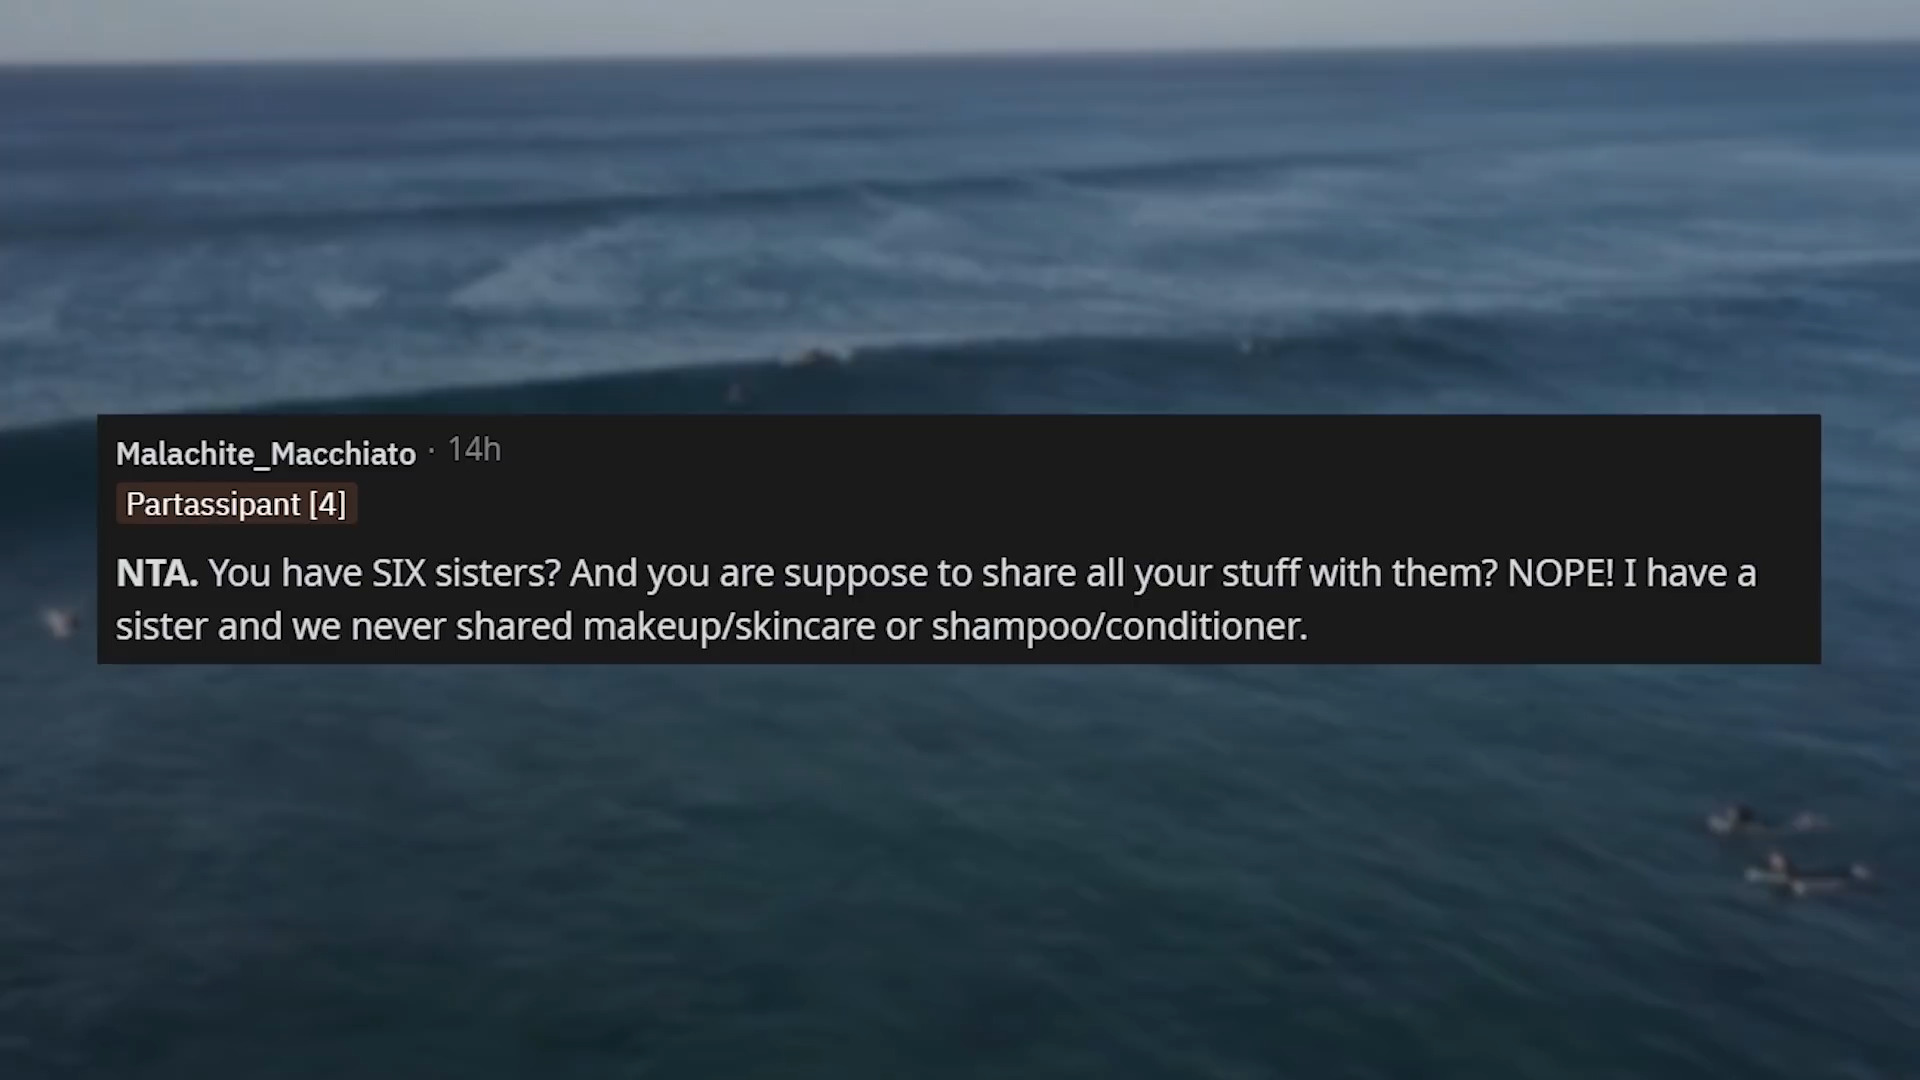 Malachite_Macchiato · 14h
Partassipant [4]
NTA. You have SIX sisters? And you are suppose to share all your stuff with them? NOPE! I have a
sister and we never shared makeup/skincare or shampoo/conditioner.